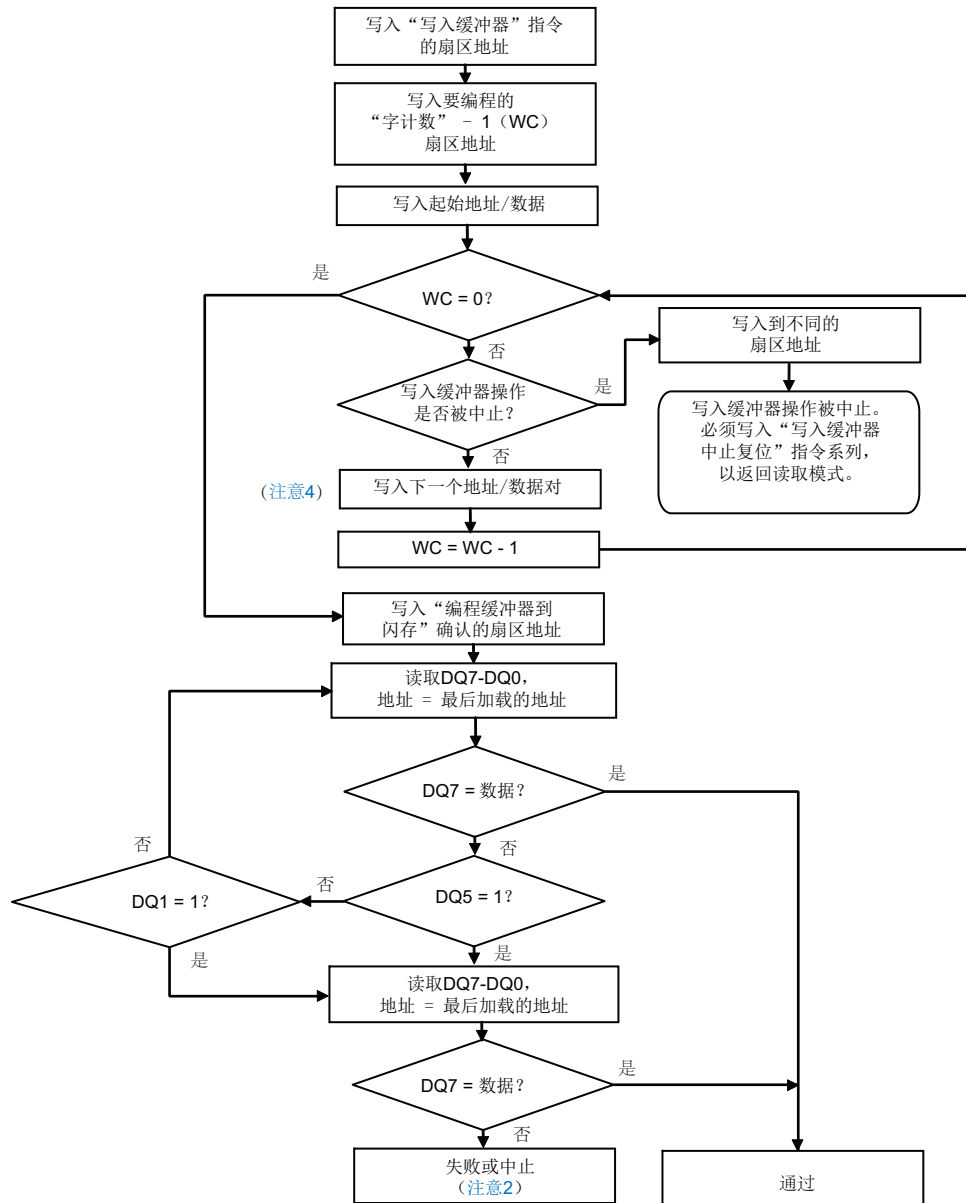 写入“写入缓冲器”指令
的扇区地址
写入要编程的
“字计数” - 1（WC）
扇区地址
写入起始地址/数据
是
WC = 0?
否
写入到不同的
扇区地址
写入缓冲器操作
是否被中止？
是
写入缓冲器操作被中止。
必须写入“写入缓冲器
中止复位”指令系列，
以返回读取模式。
否
（注意4）
写入下一个地址/数据对
WC = WC - 1
写入“编程缓冲器到
闪存”确认的扇区地址
读取DQ7-DQ0，
地址 = 最后加载的地址
DQ7 = 数据？
是
否
否
DQ1 = 1?
否
DQ5 = 1?
是
是
读取DQ7-DQ0，
地址 = 最后加载的地址
DQ7 = 数据？
是
否
失败或中止
（注意2）
通过